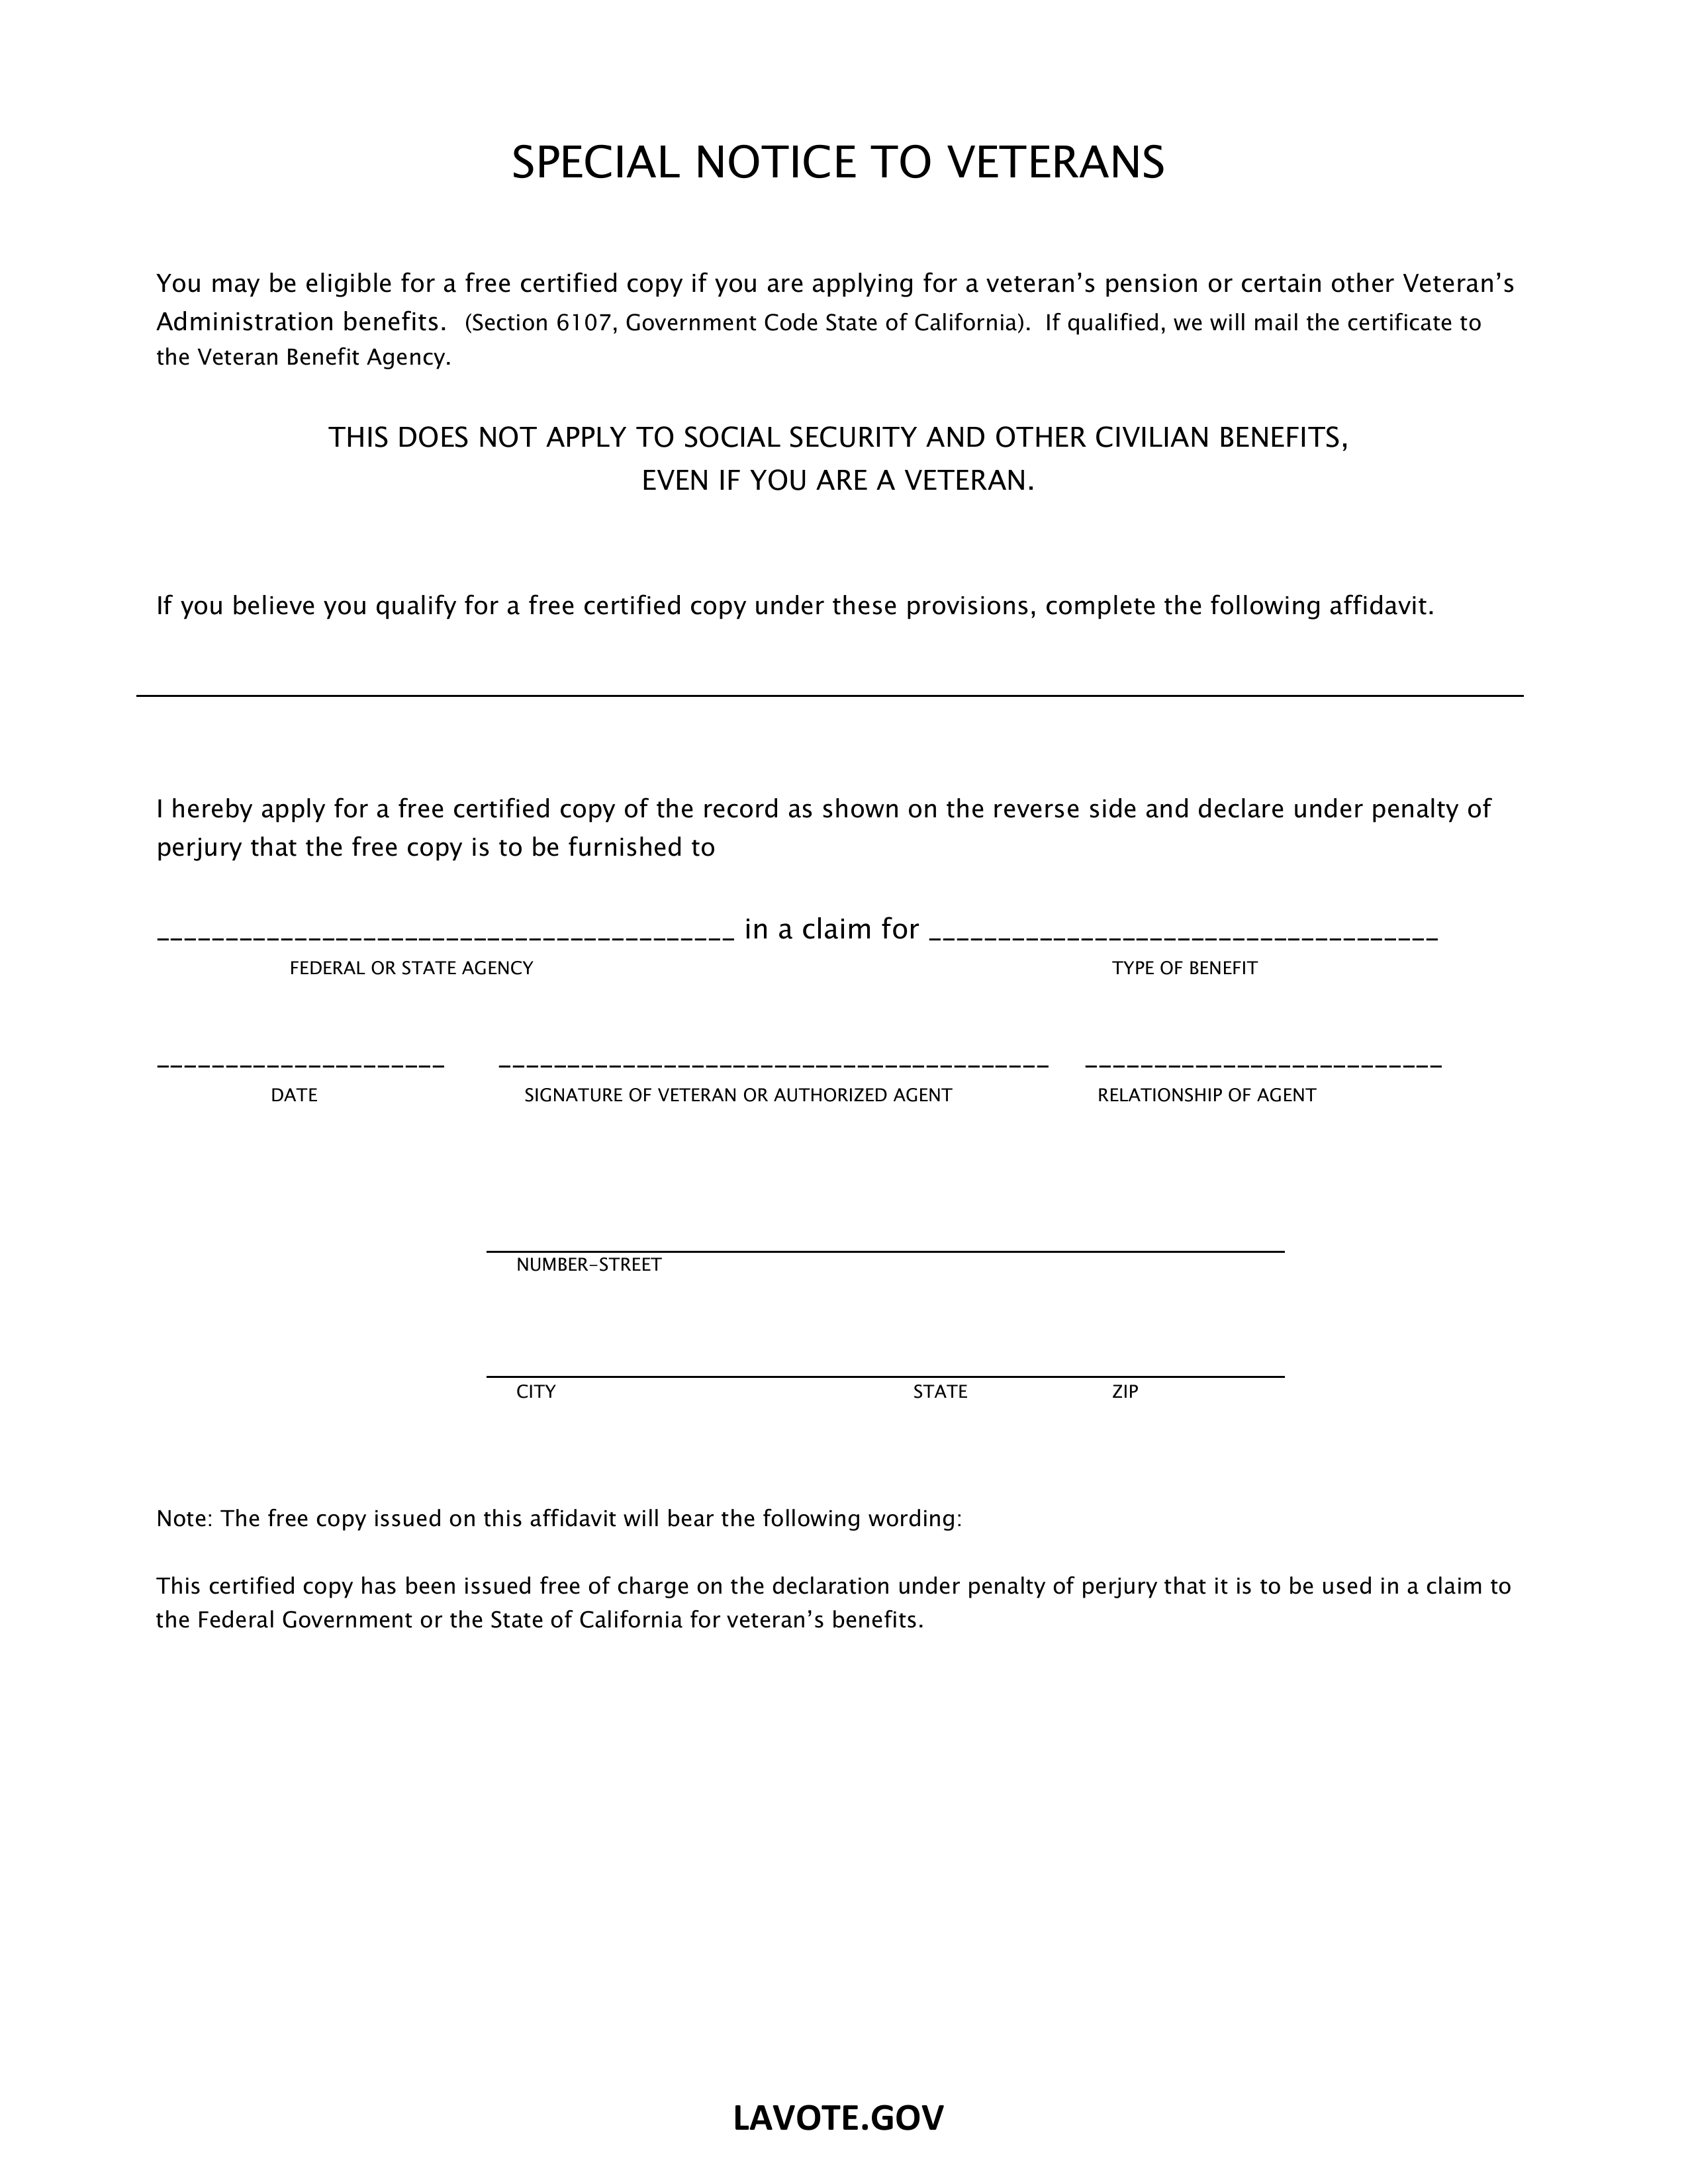 SPECIAL NOTICE TO VETERANS
You may be eligible for a free certified copy if you are applying for a veteran’s pension or certain other Veteran’s
Administration benefits.  (Section 6107, Government Code State of California).  If qualified, we will mail the certificate to
the Veteran Benefit Agency.
THIS DOES NOT APPLY TO SOCIAL SECURITY AND OTHER CIVILIAN BENEFITS,
EVEN IF YOU ARE A VETERAN.
If you believe you qualify for a free certified copy under these provisions, complete the following affidavit.
I hereby apply for a free certified copy of the record as shown on the reverse side and declare under penalty of
perjury that the free copy is to be furnished to
__________________________________________ in a claim for _____________________________________
FEDERAL OR STATE AGENCY TYPE OF BENEFIT
_____________________ ________________________________________ __________________________
DATE SIGNATURE OF VETERAN OR AUTHORIZED AGENT RELATIONSHIP OF AGENT
NUMBER-STREET
CITY STATE ZIP
Note: The free copy issued on this affidavit will bear the following wording:
This certified copy has been issued free of charge on the declaration under penalty of perjury that it is to be used in a claim to
the Federal Government or the State of California for veteran’s benefits.
LAVOTE.GOV